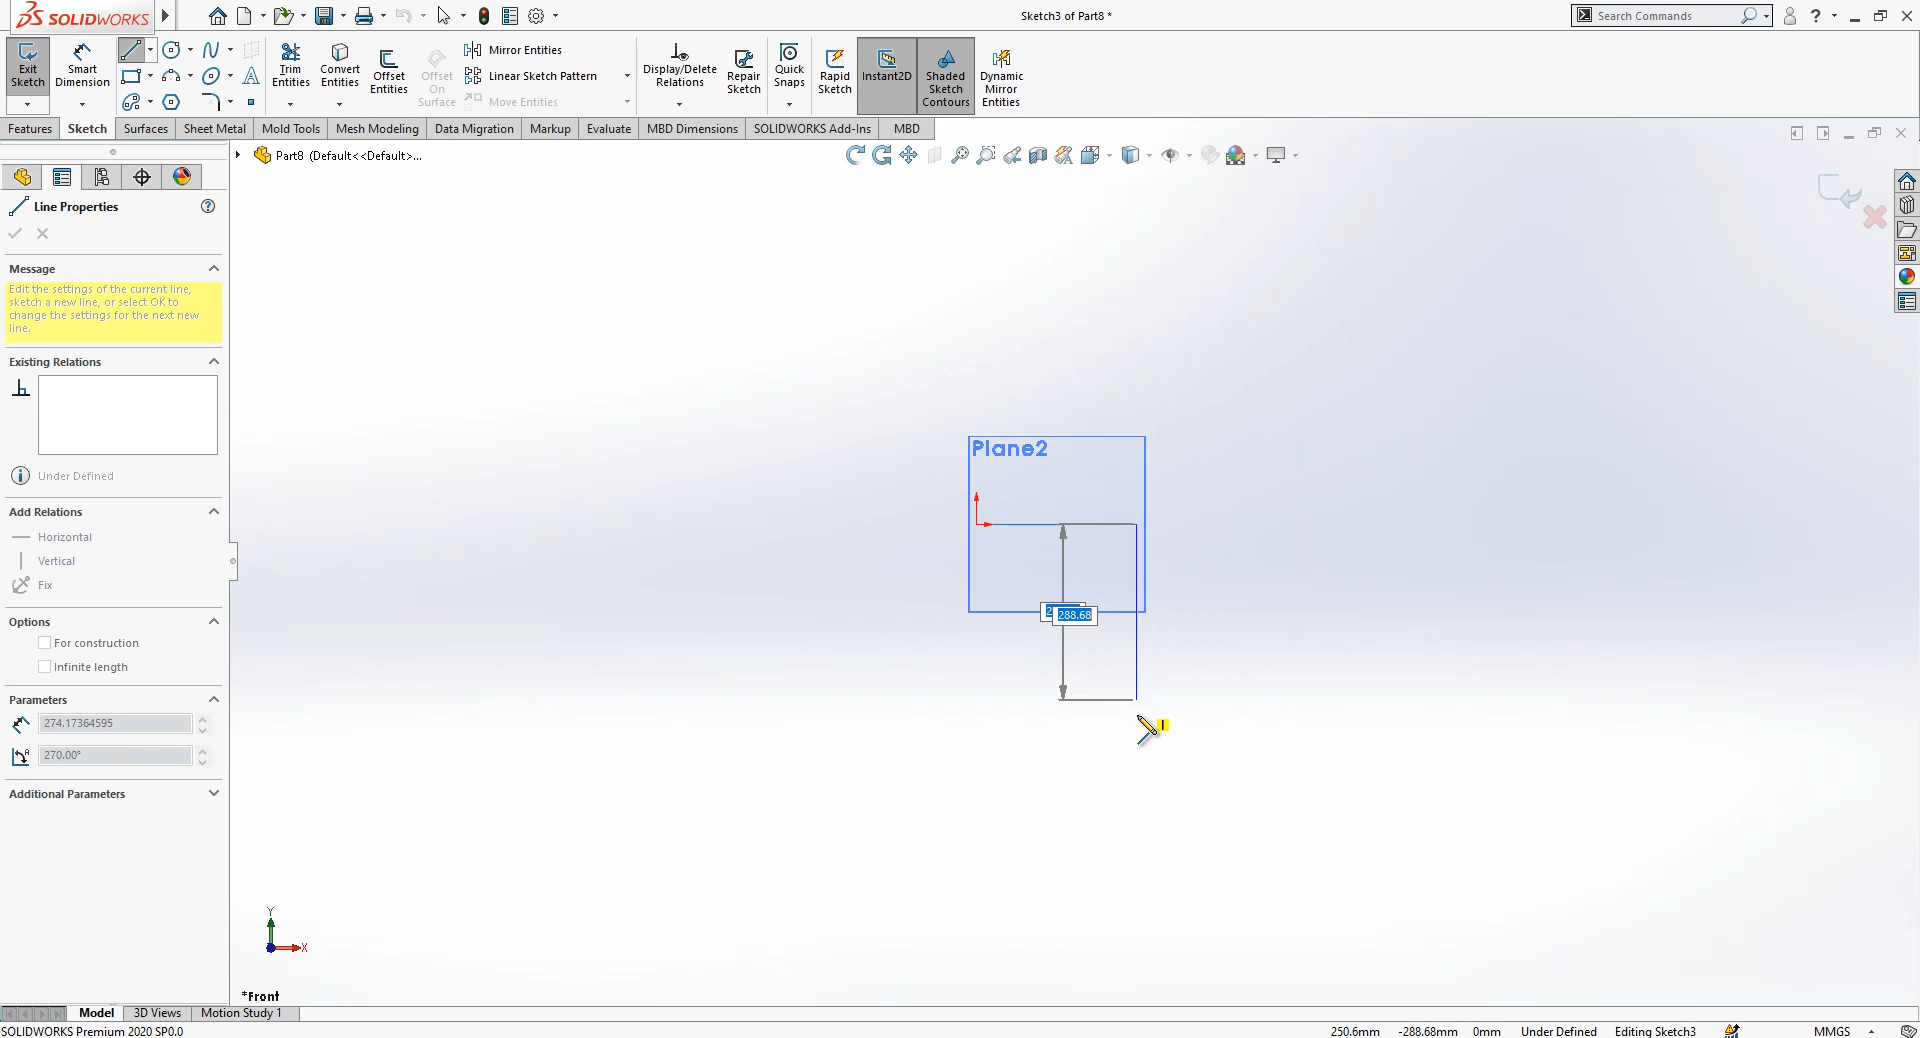 SOLIDWORKS
Sketch3 of Part8 *
Search Commands
Exit Sketch
Smart Dimension
Trim Entities
Convert Entities
Offset Entities
Offset On Surface
Mirror Entities
Linear Sketch Pattern
Move Entities
Display/Delete Relations
Repair Sketch
Quick Snaps
Rapid Sketch
Instant2D
Shaded Sketch Contours
Dynamic Mirror Entities
Features
Sketch
Surfaces
Sheet Metal
Mold Tools
Mesh Modeling
Data Migration
Markup
Evaluate
MBD Dimensions
SOLIDWORKS Add-Ins
MBD
Part8 (Default<<Default>...
Line Properties
Message
Edit the settings of the current line,
sketch a new line, or select OK to
change the settings for the next new
line.
Existing Relations
Under Defined
Add Relations
Horizontal
Vertical
Fix
Options
For construction
Infinite length
Parameters
274.17364595
270.00°
Additional Parameters
Plane2
288.68
Y
X
*Front
Model
3D Views
Motion Study 1
SOLIDWORKS Premium 2020 SP0.0
250.6mm
-288.68mm
0mm
Under Defined
Editing Sketch3
MMGS